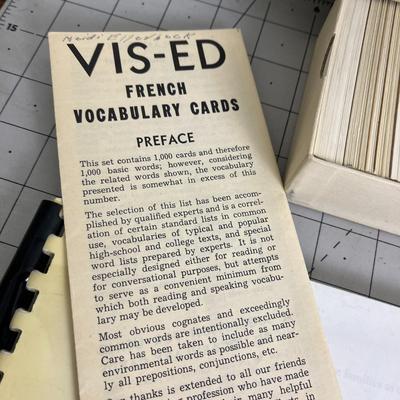 Heidi Ellerbeck
VIS-ED
FRENCH
VOCABULARY CARDS
PREFACE
This set contains 1,000 cards and therefore
1,000 basic words; however, considering
the related words shown, the vocabulary
presented is somewhat in excess of this
number.
The selection of this list has been accom-
plished by qualified experts and is a correl-
ation of certain standard lists in common
use, vocabularies of typical and popular
high-school and college texts, and special
word lists prepared by experts. It is not
especially designed either for reading or
for conversational purposes, but attempts
to serve as a convenient minimum from
which both reading and speaking vocabu-
lary may be developed.
Most obvious cognates and exceedingly
common words are intentionally excluded.
Care has been taken to include as many
environmental words as possible and near-
ly all prepositions, conjunctions, etc.
thanks is extended to all our friends
profession who have made
many helpful
sets in
15